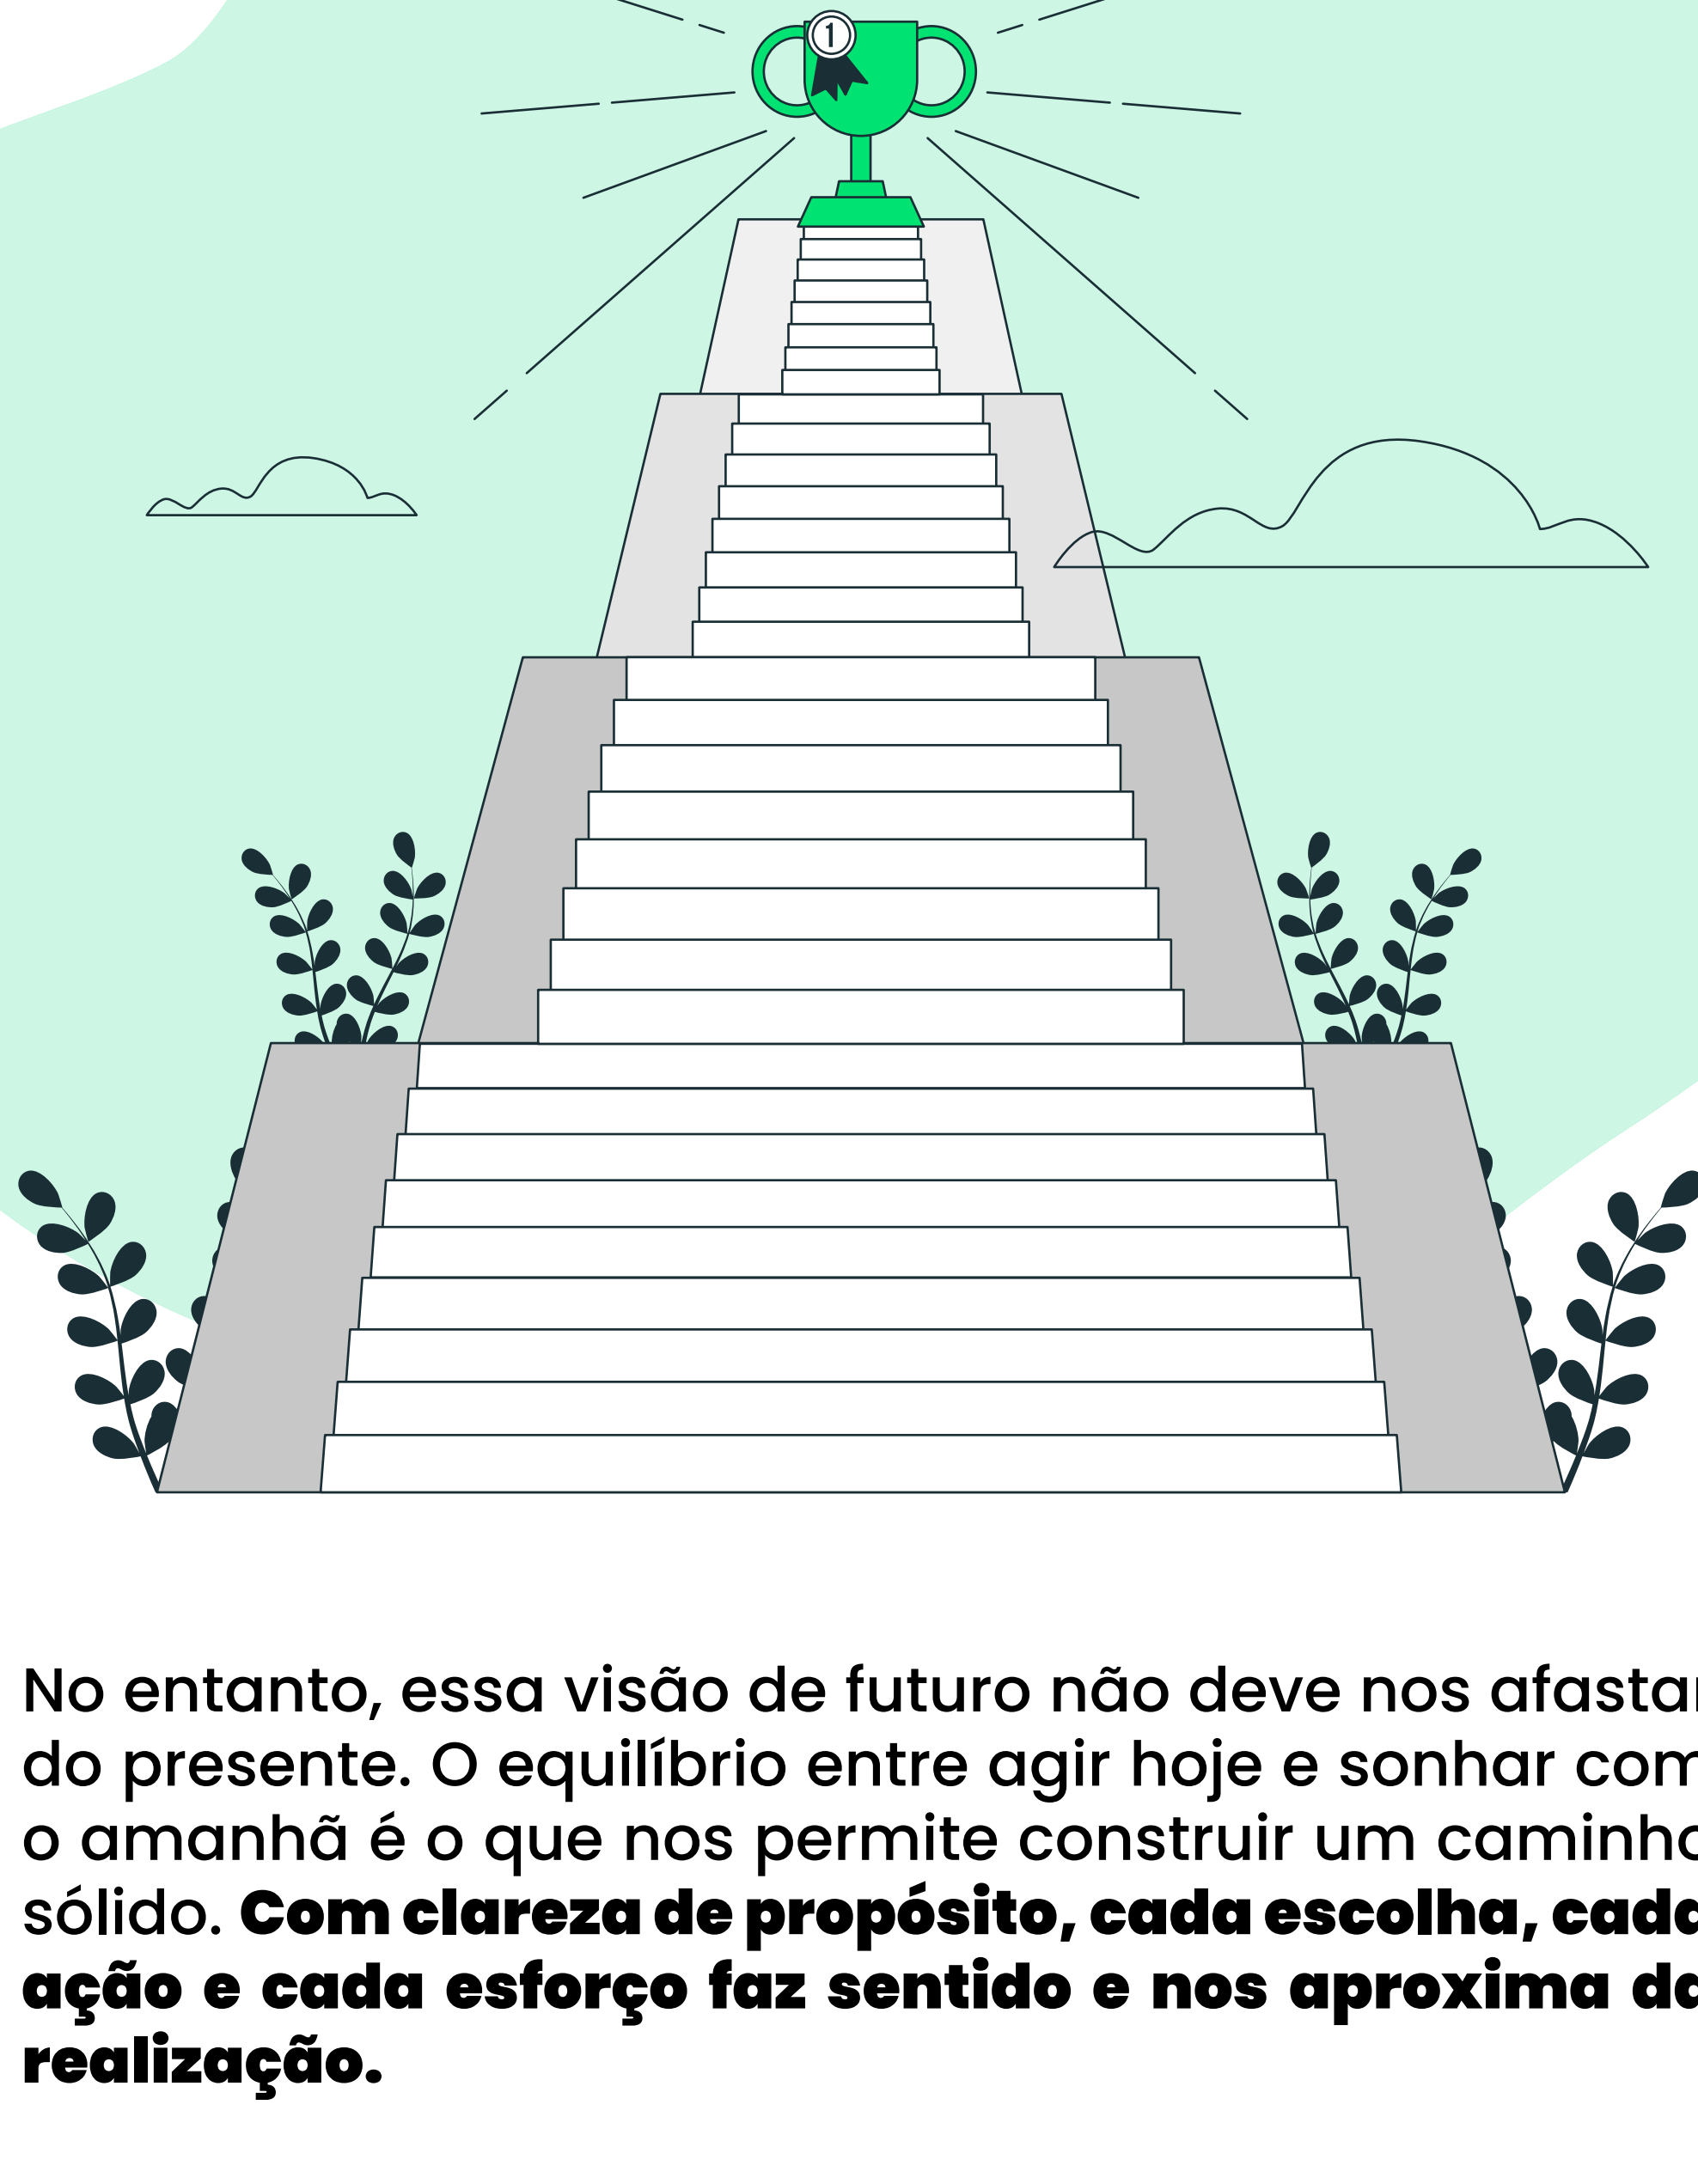 1
No entanto, essa visão de futuro não deve nos afastar
do presente. O equilíbrio entre agir hoje e sonhar com
o amanhã é o que nos permite construir um caminho
sólido. Com clareza de propósito, cada escolha, cada
ação e cada esforço faz sentido e nos aproxima da
realização.